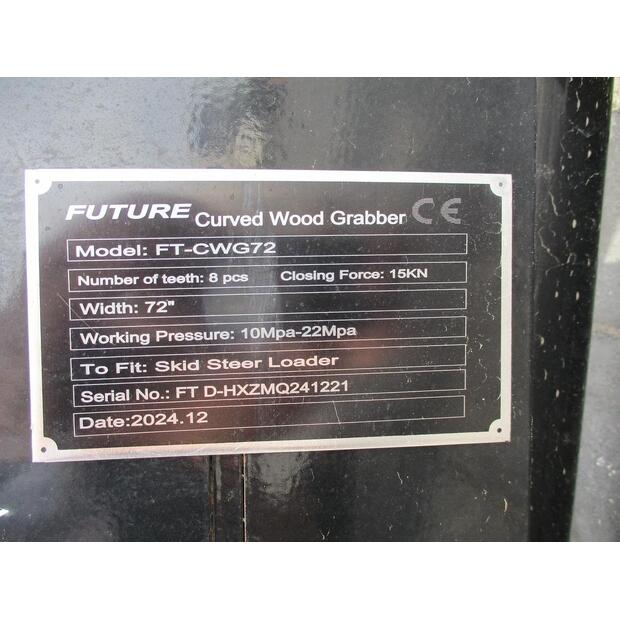 FUTURE Curved Wood Grabber CE
Model: FT-CWG72
Number of teeth: 8 pcs Closing Force: 15KN
Width: 72"
Working Pressure: 10Mpa-22Mpa
To Fit: Skid Steer Loader
Serial No.: FT D-HXZMQ241221
Date:2024.12